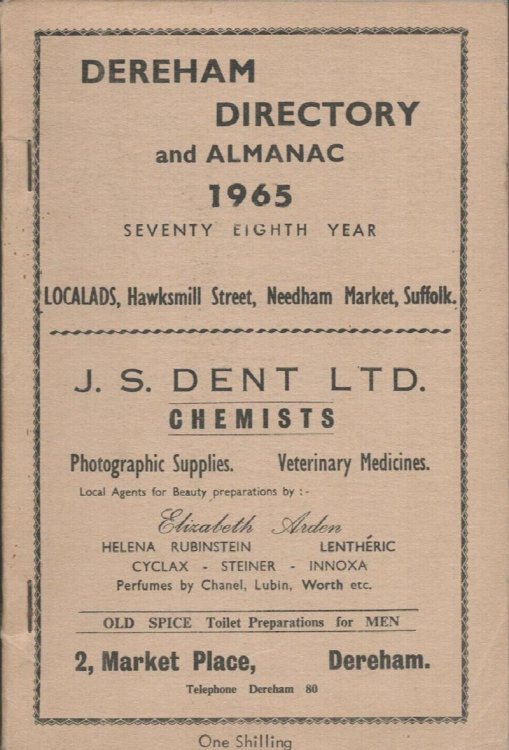 DEREHAM
DIRECTORY
and ALMANAC
1965
SEVENTY EIGHTH YEAR
LOCALADS, Hawksmill Street, Needham Market, Suffolk.
J. S. DENT LTD.
CHEMISTS
Photographic Supplies. Veterinary Medicines.
Local Agents for Beauty preparations by :-
Elizabeth Arden
HELENA RUBINSTEIN LENTHÉRIC
CYCLAX - STEINER - INNOXA
Perfumes by Chanel, Lubin, Worth etc.
OLD SPICE Toilet Preparations for MEN
2, Market Place, Dereham.
Telephone Dereham 80
One Shilling